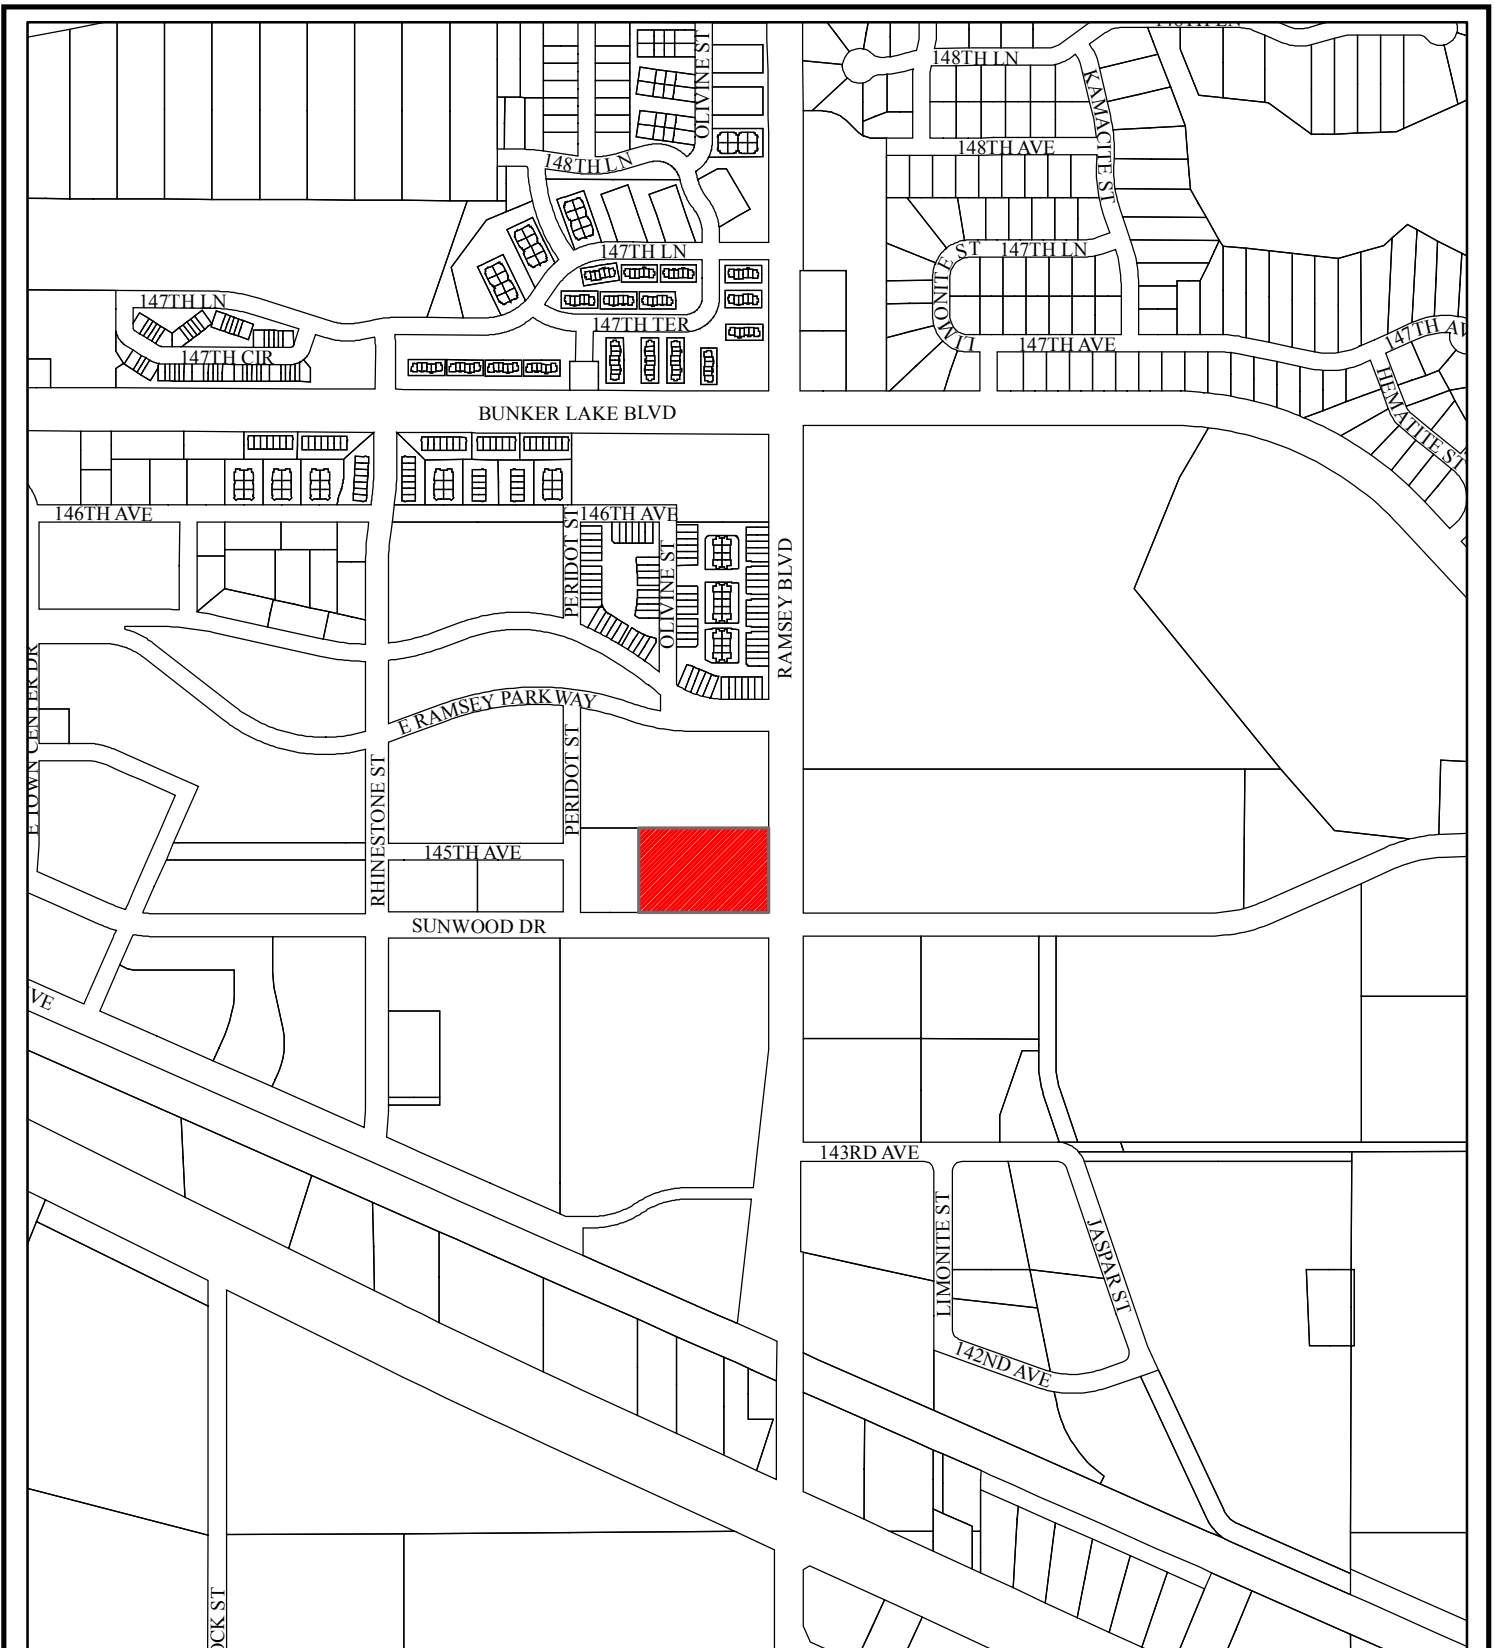 148TH LN
OLIVINE ST
KAMACITE ST
148TH AVE
148TH LN
147TH LN
147TH LN
LIMONITE ST
147TH LN
147TH TER
147TH AVE
147TH CIR
HEMATITE ST
BUNKER LAKE BLVD
146TH AVE
146TH AVE
PERIDOT ST
OLIVINE ST
RAMSEY BLVD
E TOWN CENTER DR
E RAMSEY PARKWAY
PERIDOT ST
RHINESTONE ST
145TH AVE
SUNWOOD DR
VE
143RD AVE
LIMONITE ST
JASPAR ST
142ND AVE
OCK ST